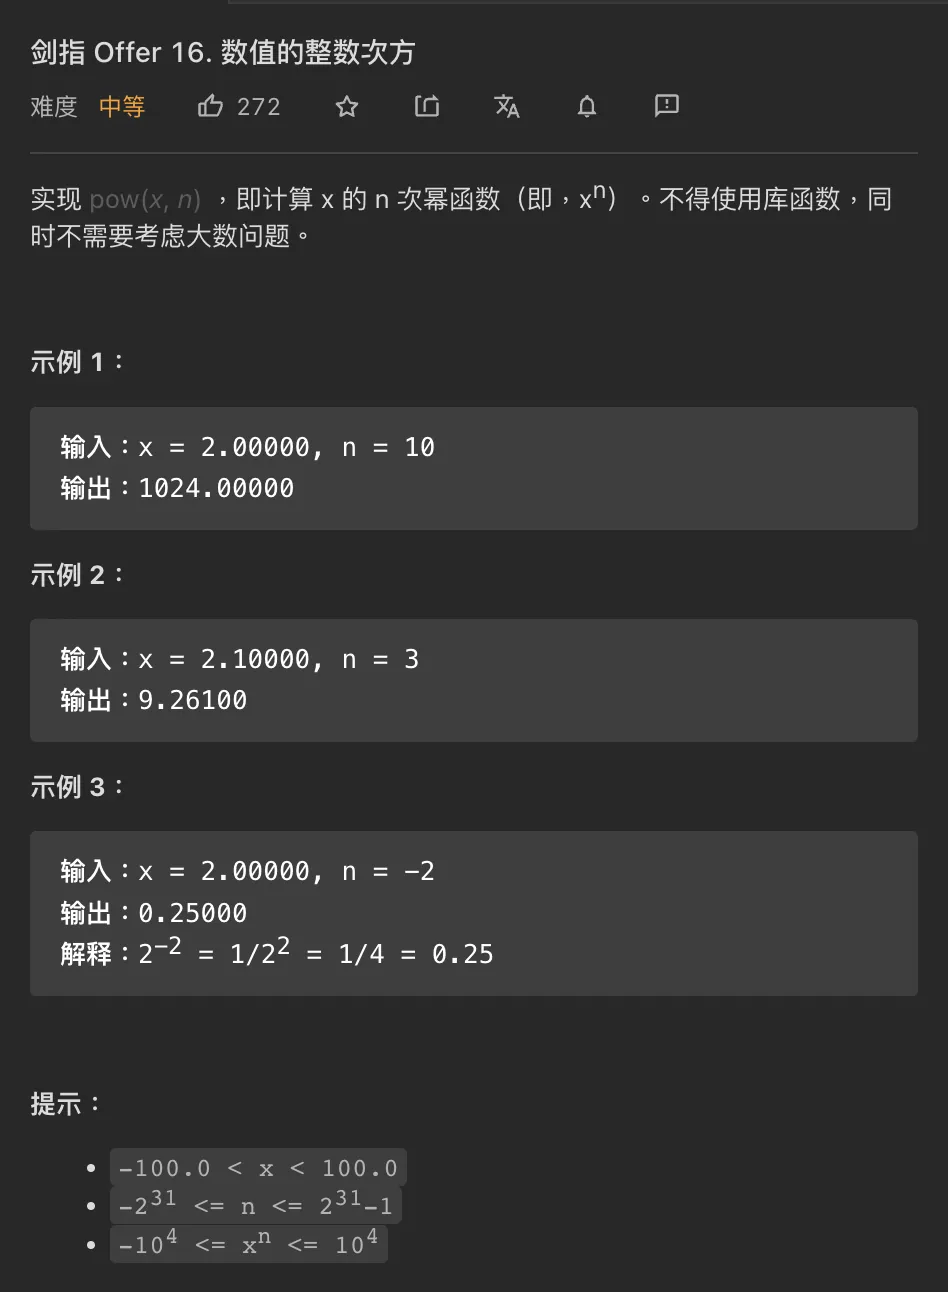 剑指 Offer 16. 数值的整数次方
难度 中等 272
实现 pow(x, n) ，即计算 x 的 n 次幂函数（即，xⁿ）。不得使用库函数，同
时不需要考虑大数问题。
示例 1：
输入：x = 2.00000, n = 10
输出：1024.00000
示例 2：
输入：x = 2.10000, n = 3
输出：9.26100
示例 3：
输入：x = 2.00000, n = -2
输出：0.25000
解释：2⁻² = 1/2² = 1/4 = 0.25
提示：
• -100.0 < x < 100.0
• -2³¹ <= n <= 2³¹-1
• -10⁴ <= xⁿ <= 10⁴